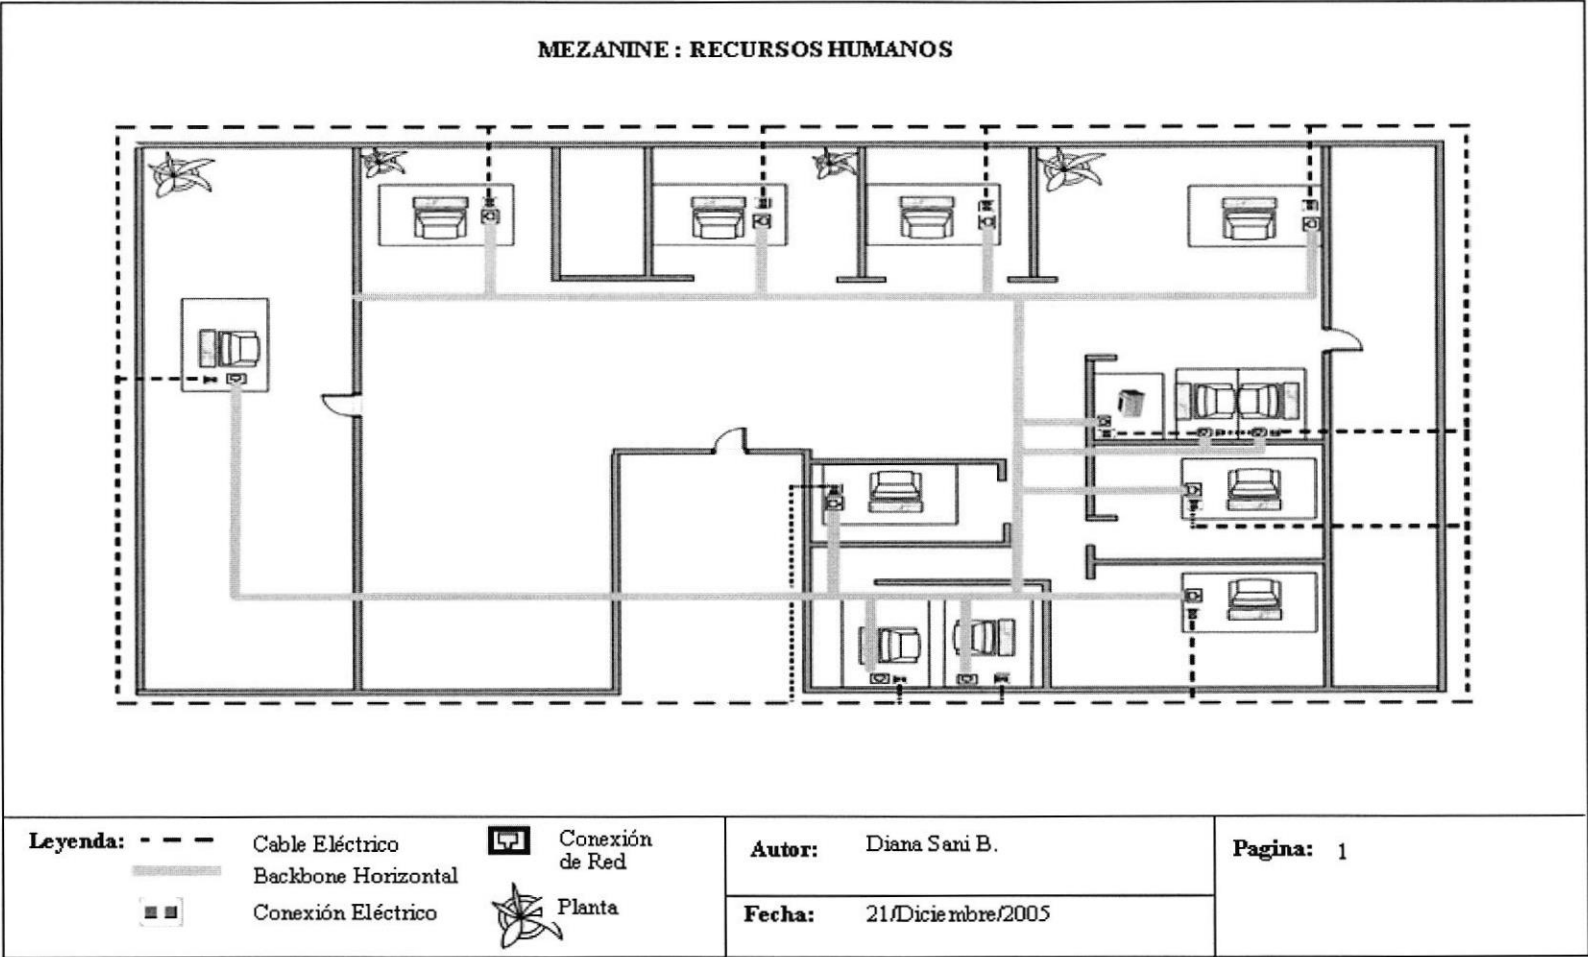 MEZANINE : RECURSOS HUMANOS
Leyenda:
Cable Eléctrico
Backbone Horizontal
Conexión Eléctrico
Conexión
de Red
Planta
Autor: Diana Sani B.
Fecha: 21/Diciembre/2005
Pagina: 1